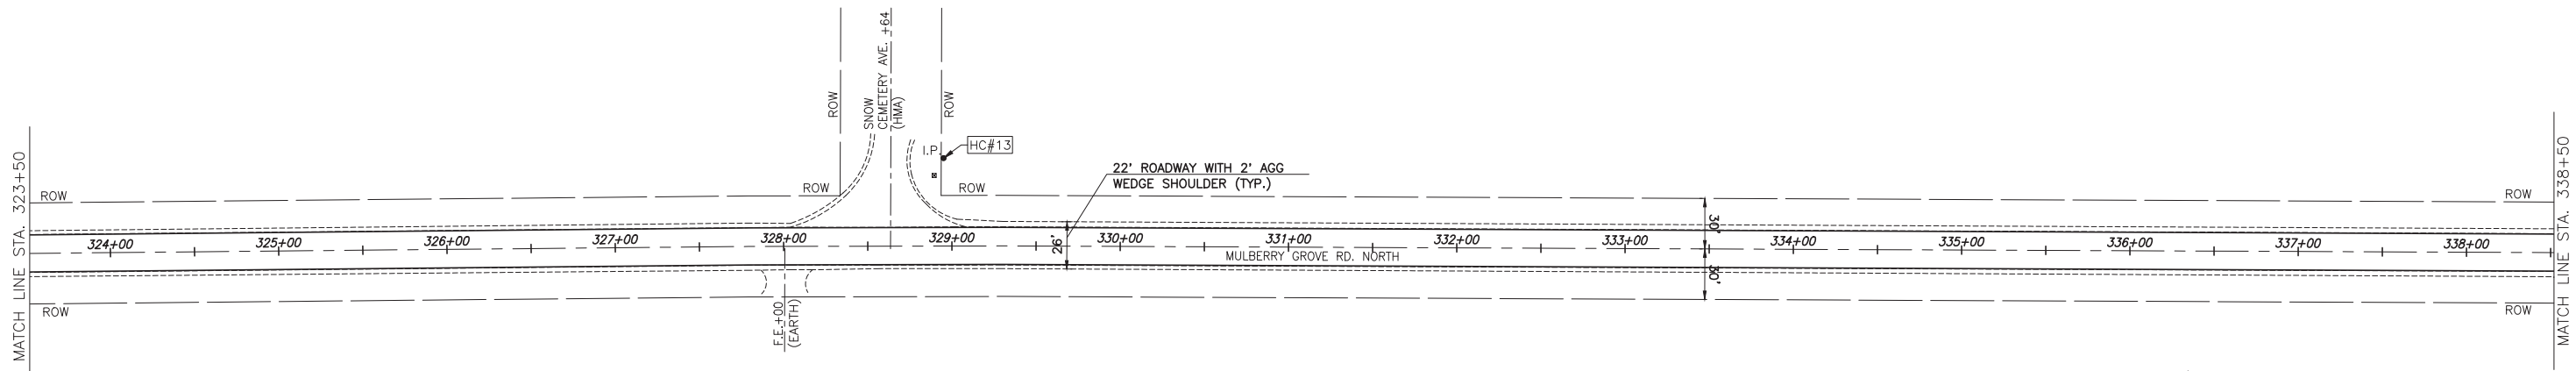 MATCH LINE STA. 323+50
ROW
ROW
ROW
SNOW
CEMETERY AVE. +64
(HMA)
ROW
ROW
I.P.
HC#13
ROW
22' ROADWAY WITH 2' AGG
WEDGE SHOULDER (TYP.)
ROW
324+00
325+00
326+00
327+00
328+00
329+00
330+00
331+00
332+00
333+00
334+00
335+00
336+00
337+00
338+00
26'
30'
30'
MULBERRY GROVE RD. NORTH
F.E.+00
(EARTH)
ROW
MATCH LINE STA. 338+50